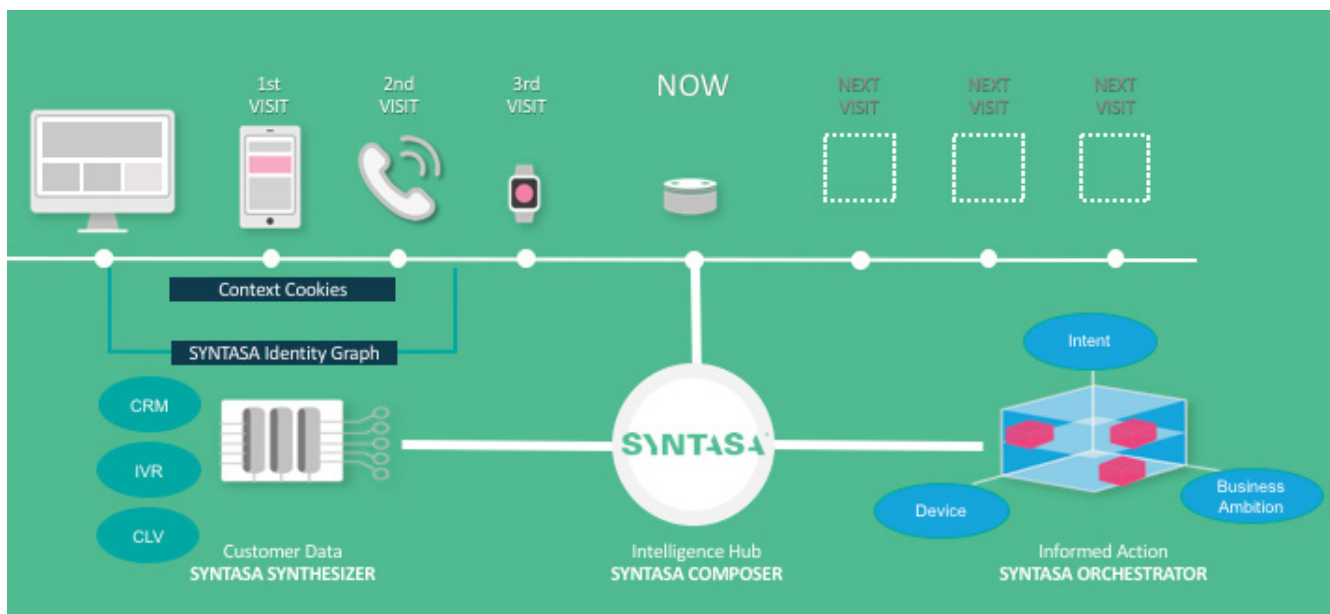 1st
VISIT
2nd
VISIT
3rd
VISIT
NOW
NEXT
VISIT
NEXT
VISIT
NEXT
VISIT
Context Cookies
SYNTASA Identity Graph
CRM
IVR
CLV
SYNTASA
Intent
Device
Business
Ambition
Customer Data
SYNTASA SYNTHESIZER
Intelligence Hub
SYNTASA COMPOSER
Informed Action
SYNTASA ORCHESTRATOR